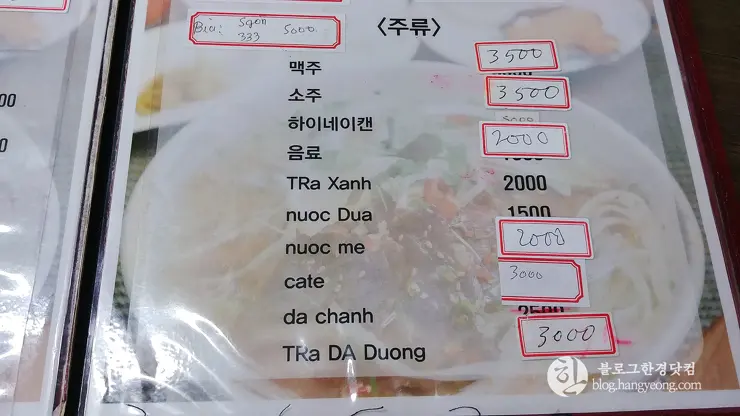 Bia: Sgon 5000
333
<주류>
맥주 3500
소주 3500
하이네이캔
음료 2000
TRa Xanh 2000
nuoc Dua 1500
nuoc me 2000
cate 3000
da chanh 2500
TRa DA Duong 3000
블로그한경닷컴
blog.hangyeong.com